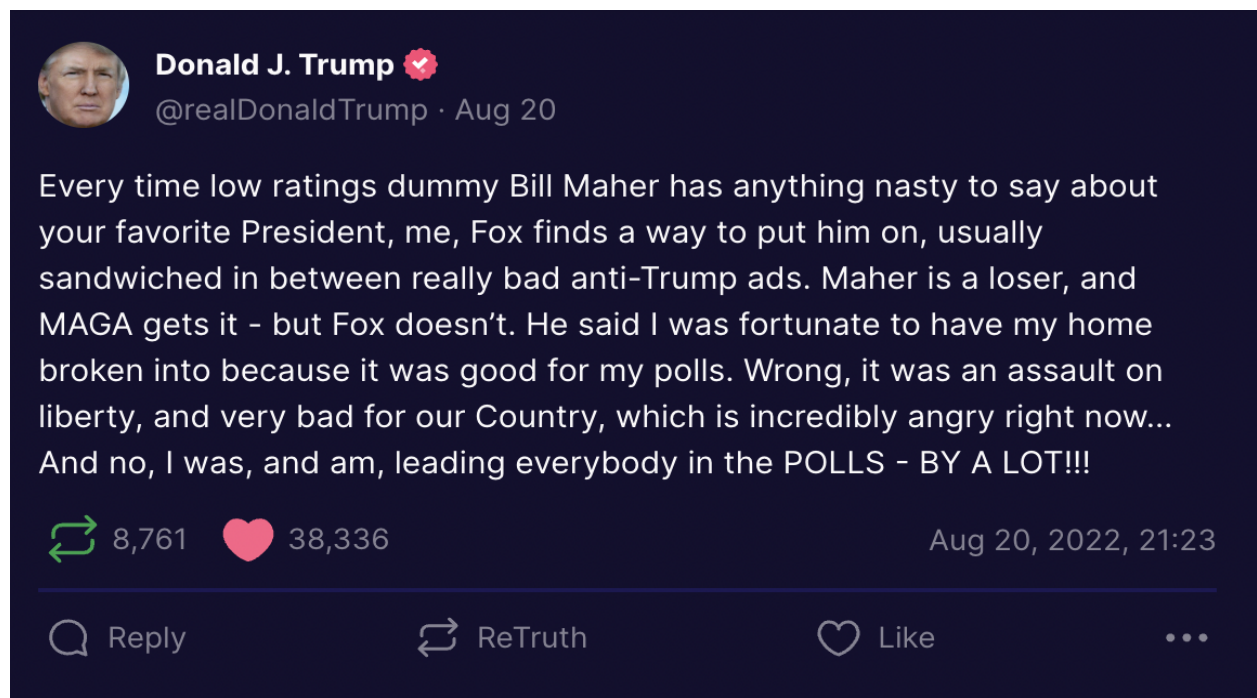 Donald J. Trump
@realDonaldTrump · Aug 20
Every time low ratings dummy Bill Maher has anything nasty to say about
your favorite President, me, Fox finds a way to put him on, usually
sandwiched in between really bad anti-Trump ads. Maher is a loser, and
MAGA gets it - but Fox doesn’t. He said I was fortunate to have my home
broken into because it was good for my polls. Wrong, it was an assault on
liberty, and very bad for our Country, which is incredibly angry right now...
And no, I was, and am, leading everybody in the POLLS - BY A LOT!!!
8,761 38,336 Aug 20, 2022, 21:23
Reply ReTruth Like